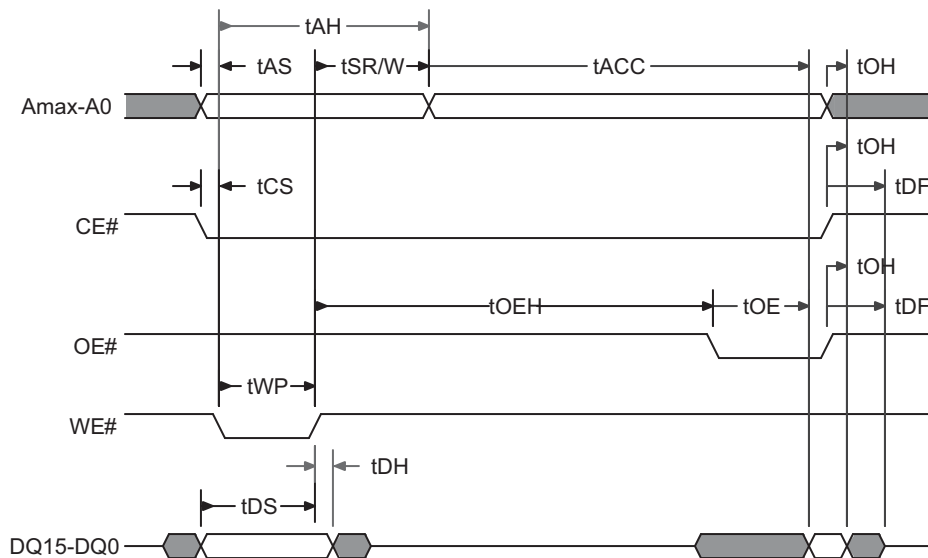 tAH
tAS tSR/W tACC tOH
Amax-A0
tOH
tCS tDF
CE#
tOH
tOEH tOE tDF
OE#
tWP
WE#
tDH
tDS
DQ15-DQ0